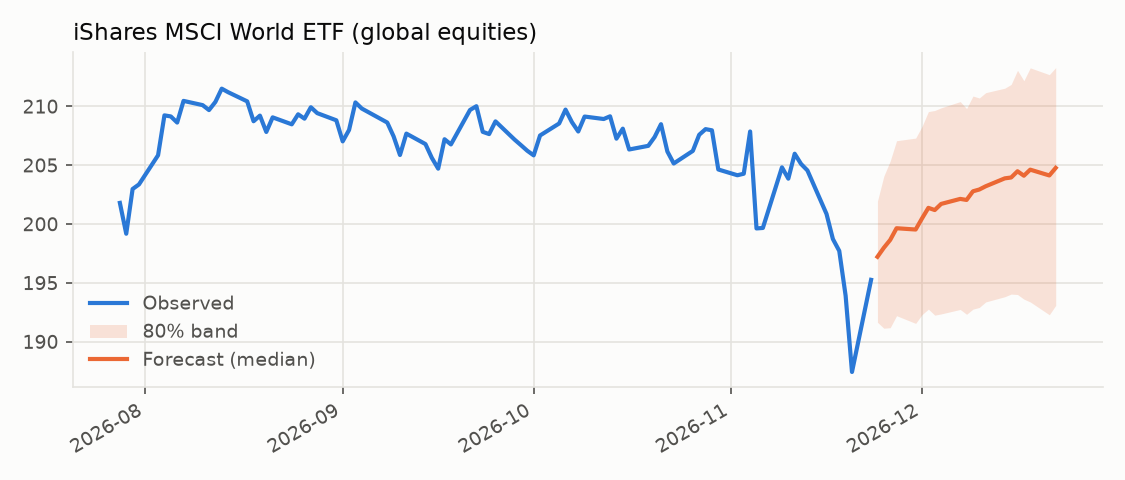 iShares MSCI World ETF (global equities)
210
205
200
195
190
Observed
80% band
Forecast (median)
2026-08
2026-09
2026-10
2026-11
2026-12